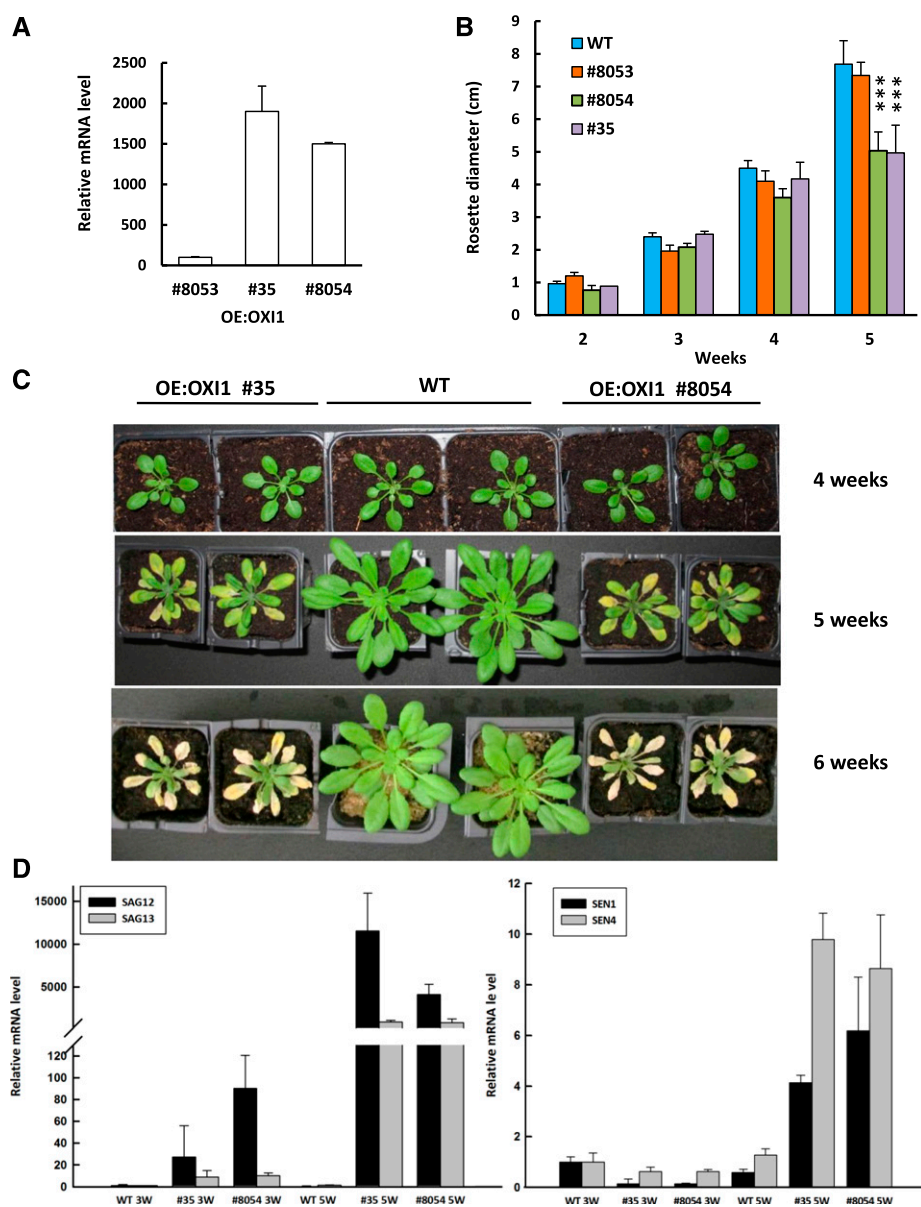 A
2500
2000
1500
1000
500
0
Relative mRNA level
#8053 #35 #8054
OE:OXI1
B
9
8
7
6
5
4
3
2
1
0
Rosette diameter (cm)
WT
#8053
#8054
#35
*** ***
2 3 4 5
Weeks
C
OE:OXI1 #35 WT OE:OXI1 #8054
4 weeks
5 weeks
6 weeks
D
SAG12
SAG13
15000
10000
5000
120
100
80
60
40
20
0
Relative mRNA level
WT 3W #35 3W #8054 3W WT 5W #35 5W #8054 5W
SEN1
SEN4
12
10
8
6
4
2
0
Relative mRNA le vel
WT 3W #35 3W #8054 3W WT 5W #35 5W #8054 5W